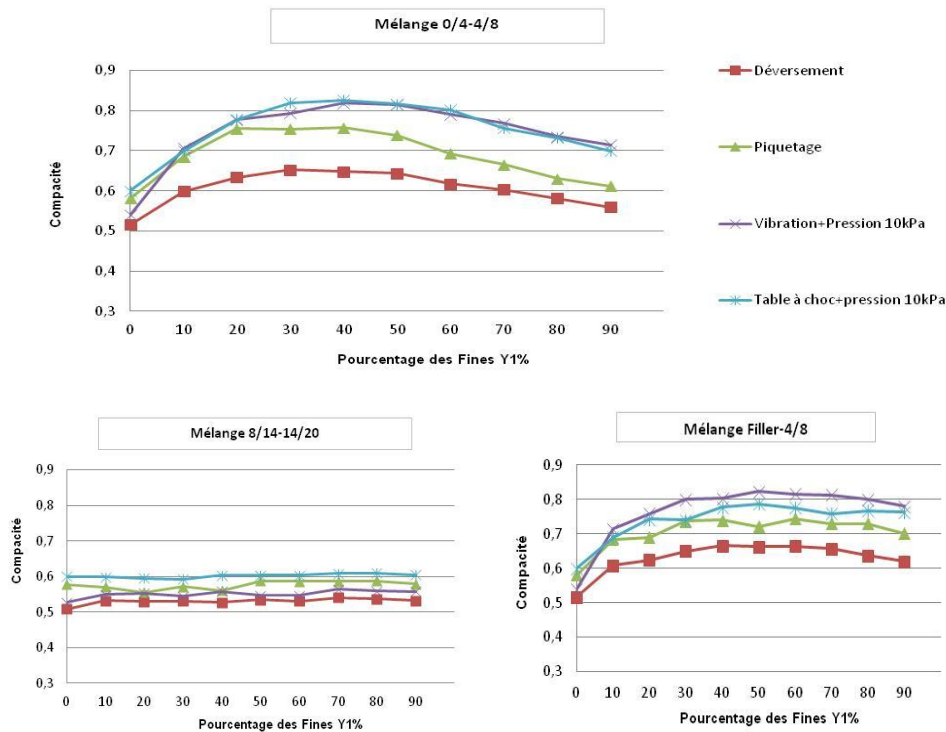 Mélange 0/4-4/8
0,9
0,8
0,7
0,6
0,5
0,4
0,3
Compacité
0 10 20 30 40 50 60 70 80 90
Pourcentage des Fines Y1%
Déversement
Piquetage
Vibration+Pression 10kPa
Table à choc+pression 10kPa
Mélange 8/14-14/20
0,9
0,8
0,7
0,6
0,5
0,4
0,3
Compacité
0 10 20 30 40 50 60 70 80 90
Pourcentage des Fines Y1%
Mélange Filler-4/8
0,9
0,8
0,7
0,6
0,5
0,4
0,3
Compacité
0 10 20 30 40 50 60 70 80 90
Pourcentage des Fines Y1%